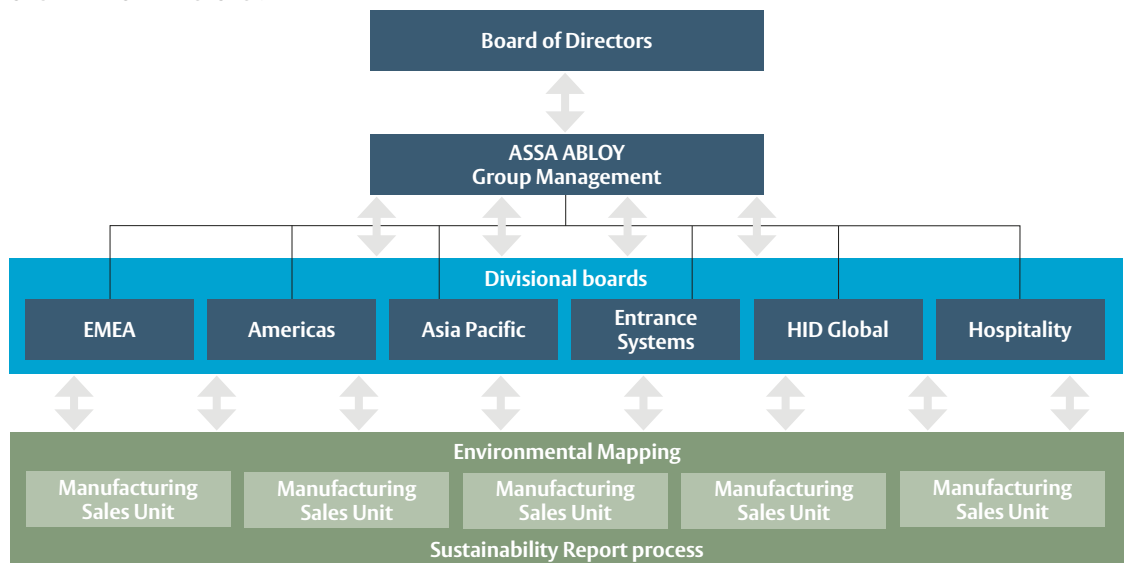 Board of Directors
ASSA ABLOY
Group Management
Divisional boards
EMEA
Americas
Asia Pacific
Entrance
Systems
HID Global
Hospitality
Environmental Mapping
Manufacturing
Sales Unit
Manufacturing
Sales Unit
Manufacturing
Sales Unit
Manufacturing
Sales Unit
Manufacturing
Sales Unit
Sustainability Report process